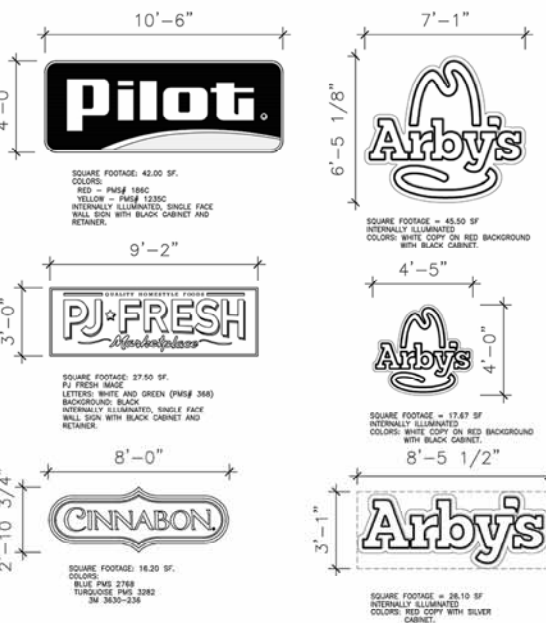 10'-6"
4'-0
Pilot
SQUARE FOOTAGE: 42.00 SF.
COLORS:
RED – PMS# 186C
YELLOW – PMS# 1235C
INTERNALLY ILLUMINATED, SINGLE FACE
WALL SIGN WITH BLACK CABINET AND
RETAINER.
9'-2"
3'-0"
QUALITY HOMESTYLE FOODS
PJ FRESH
Marketplace
SQUARE FOOTAGE: 27.50 SF.
PJ FRESH IMAGE
LETTERS: WHITE AND GREEN (PMS# 368)
BACKGROUND: BLACK
INTERNALLY ILLUMINATED, SINGLE FACE
WALL SIGN WITH BLACK CABINET AND
RETAINER.
8'-0"
2'-10 3/4"
CINNABON.
SQUARE FOOTAGE: 16.20 SF.
COLORS:
BLUE PMS 2768
TURQUOISE PMS 3282
3M 3630-236
7'-1"
6'-5 1/8"
Arby's
SQUARE FOOTAGE = 45.50 SF
INTERNALLY ILLUMINATED
COLORS: WHITE COPY ON RED BACKGROUND
WITH BLACK CABINET.
4'-5"
4'-0"
Arby's
SQUARE FOOTAGE = 17.67 SF
INTERNALLY ILLUMINATED
COLORS: WHITE COPY ON RED BACKGROUND
WITH BLACK CABINET.
8'-5 1/2"
3'-1"
Arby's
SQUARE FOOTAGE = 26.10 SF
INTERNALLY ILLUMINATED
COLORS: RED COPY WITH SILVER
CABINET.